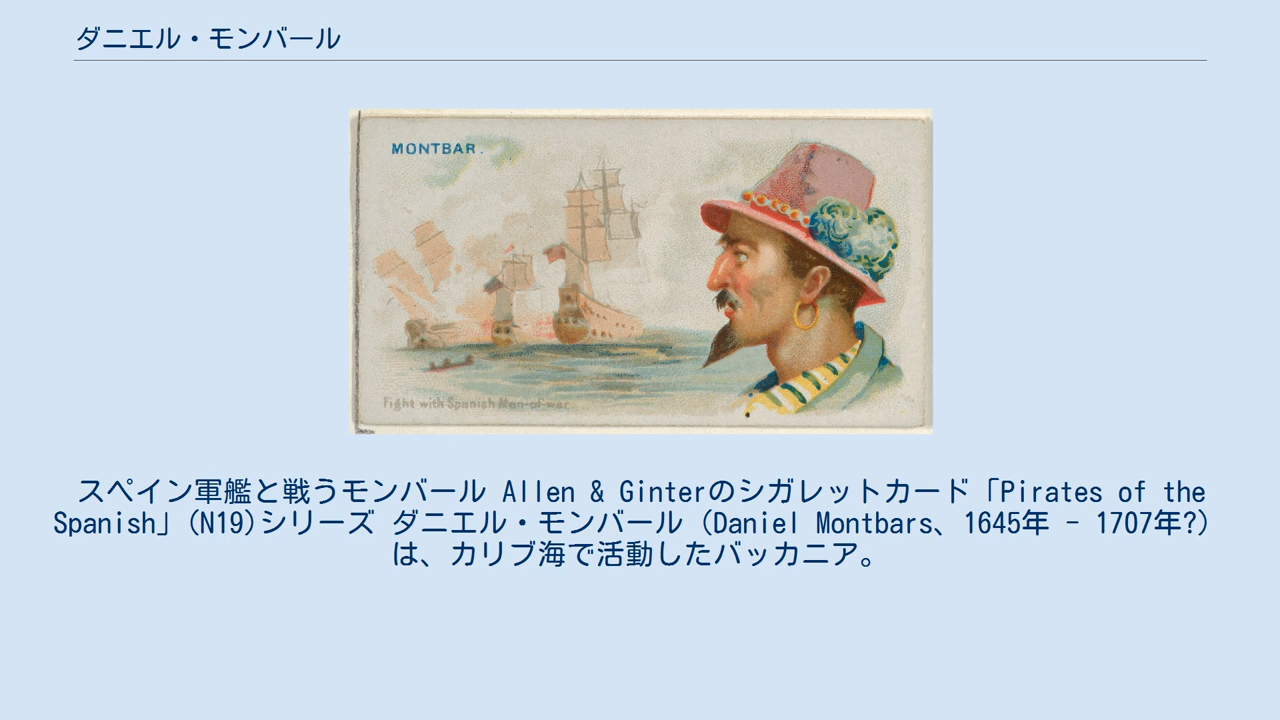 ダニエル・モンバール
MONTBAR.
Fight with Spanish Man-of-war.
スペイン軍艦と戦うモンバール Allen & Ginterのシガレットカード「Pirates of the
Spanish」(N19)シリーズ ダニエル・モンバール (Daniel Montbars、1645年 – 1707年?)
は、カリブ海で活動したバッカニア。